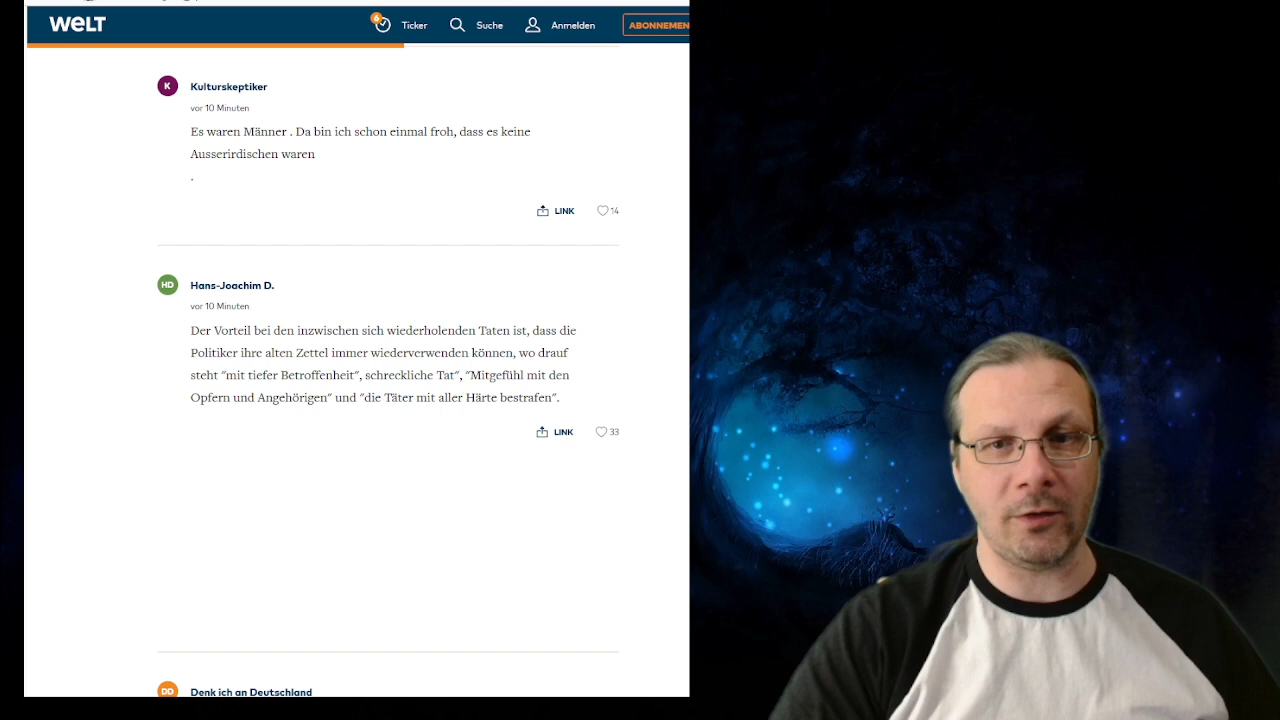 WELT
6
Ticker
Suche
Anmelden
ABONNEMEN
K
Kulturskeptiker
vor 10 Minuten
Es waren Männer . Da bin ich schon einmal froh, dass es keine
Ausserirdischen waren
.
LINK
14
HD
Hans-Joachim D.
vor 10 Minuten
Der Vorteil bei den inzwischen sich wiederholenden Taten ist, dass die
Politiker ihre alten Zettel immer wiederverwenden können, wo drauf
steht "mit tiefer Betroffenheit", schreckliche Tat", "Mitgefühl mit den
Opfern und Angehörigen" und "die Täter mit aller Härte bestrafen".
LINK
33
DD
Denk ich an Deutschland